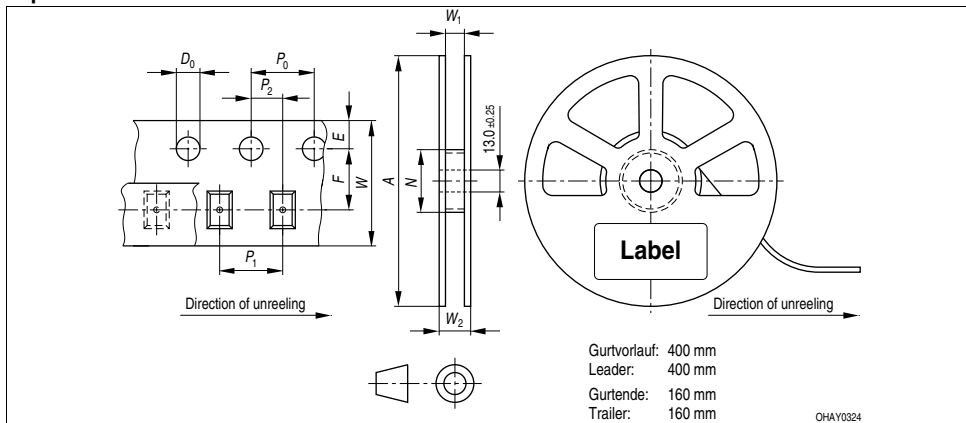 W1
D0
P0
P2
E
F
W
A
N
13.0 ±0.25
P1
W2
Label
Direction of unreeling
Direction of unreeling
Gurtvorlauf: 400 mm
Leader: 400 mm
Gurtende: 160 mm
Trailer: 160 mm
OHAY0324